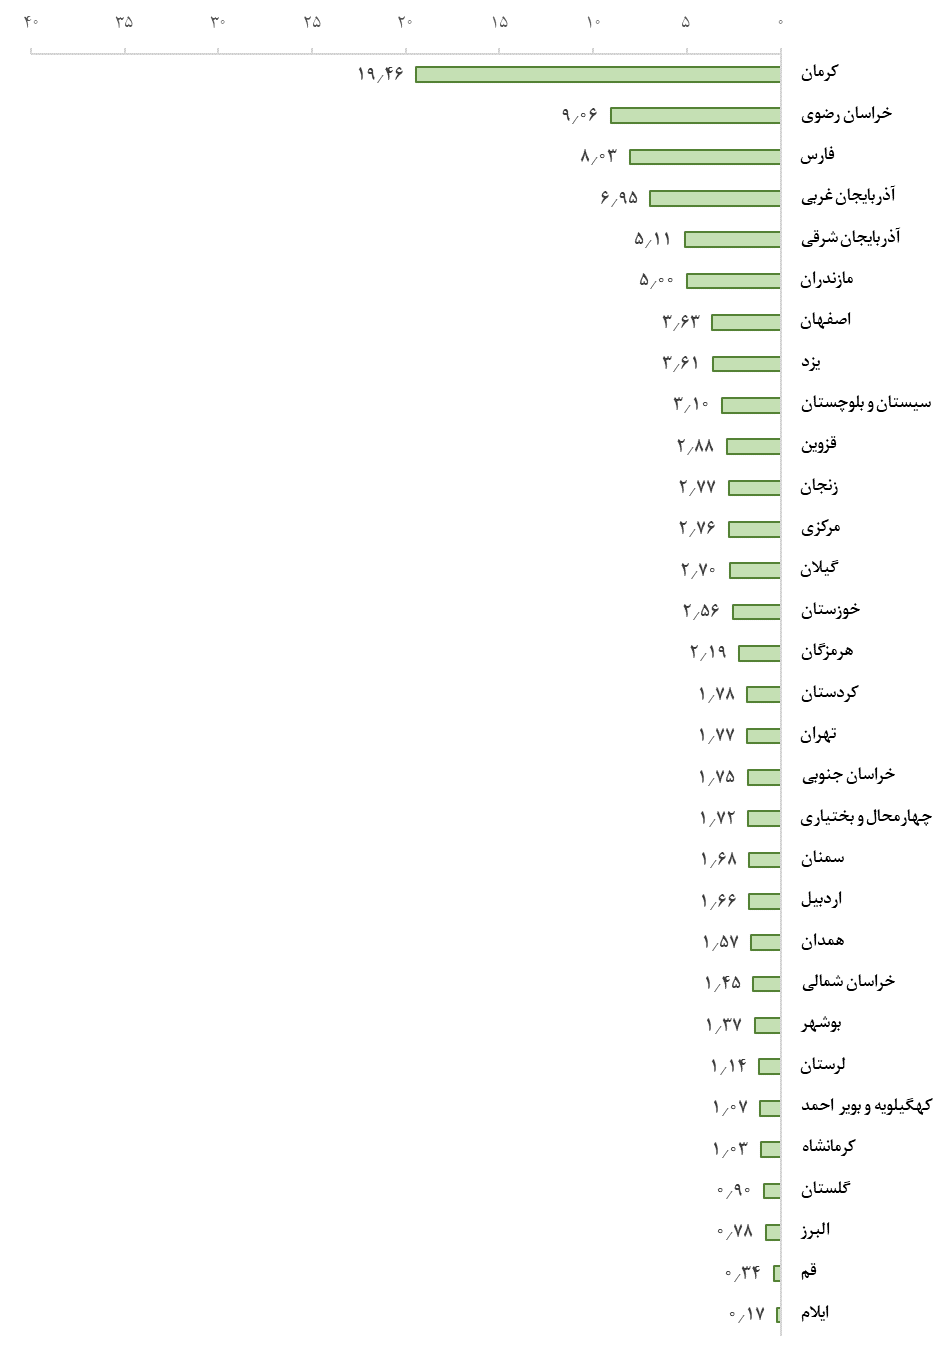 ۰ ۵ ۱۰ ۱۵ ۲۰ ۲۵ ۳۰ ۳۵ ۴۰
کرمان ۱۹٫۴۶
خراسان رضوی ۹٫۰۶
فارس ۸٫۰۳
آذربایجان غربی ۶٫۹۵
آذربایجان شرقی ۵٫۱۱
مازندران ۵٫۰۰
اصفهان ۳٫۶۳
یزد ۳٫۶۱
سیستان و بلوچستان ۳٫۱۰
قزوین ۲٫۸۸
زنجان ۲٫۷۷
مرکزی ۲٫۷۶
گیلان ۲٫۷۰
خوزستان ۲٫۵۶
هرمزگان ۲٫۱۹
کردستان ۱٫۷۸
تهران ۱٫۷۷
خراسان جنوبی ۱٫۷۵
چهارمحال و بختیاری ۱٫۷۲
سمنان ۱٫۶۸
اردبیل ۱٫۶۶
همدان ۱٫۵۷
خراسان شمالی ۱٫۴۵
بوشهر ۱٫۳۷
لرستان ۱٫۱۴
کهگیلویه و بویر احمد ۱٫۰۷
کرمانشاه ۱٫۰۳
گلستان ۰٫۹۰
البرز ۰٫۷۸
قم ۰٫۳۴
ایلام ۰٫۱۷